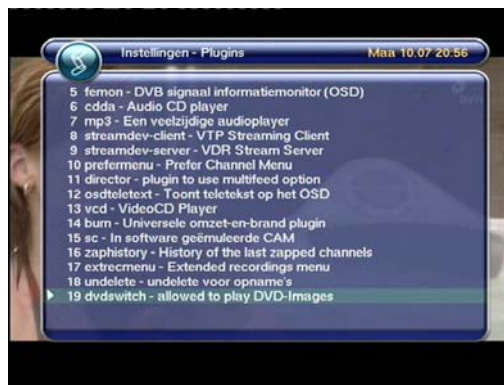 Instellingen - Plugins
Maa 10.07 20:56
5 femon - DVB signaal informatiemonitor (OSD)
6 cdda - Audio CD player
7 mp3 - Een veelzijdige audioplayer
8 streamdev-client - VTP Streaming Client
9 streamdev-server - VDR Stream Server
10 prefermenu - Prefer Channel Menu
11 director - plugin to use multifeed option
12 osdteletext - Toont teletekst op het OSD
13 vcd - VideoCD Player
14 burn - Universele omzet-en-brand plugin
15 sc - In software geëmuleerde CAM
16 zaphistory - History of the last zapped channels
17 extrecmenu - Extended recordings menu
18 undelete - undelete voor opname's
19 dvdswitch - allowed to play DVD-Images